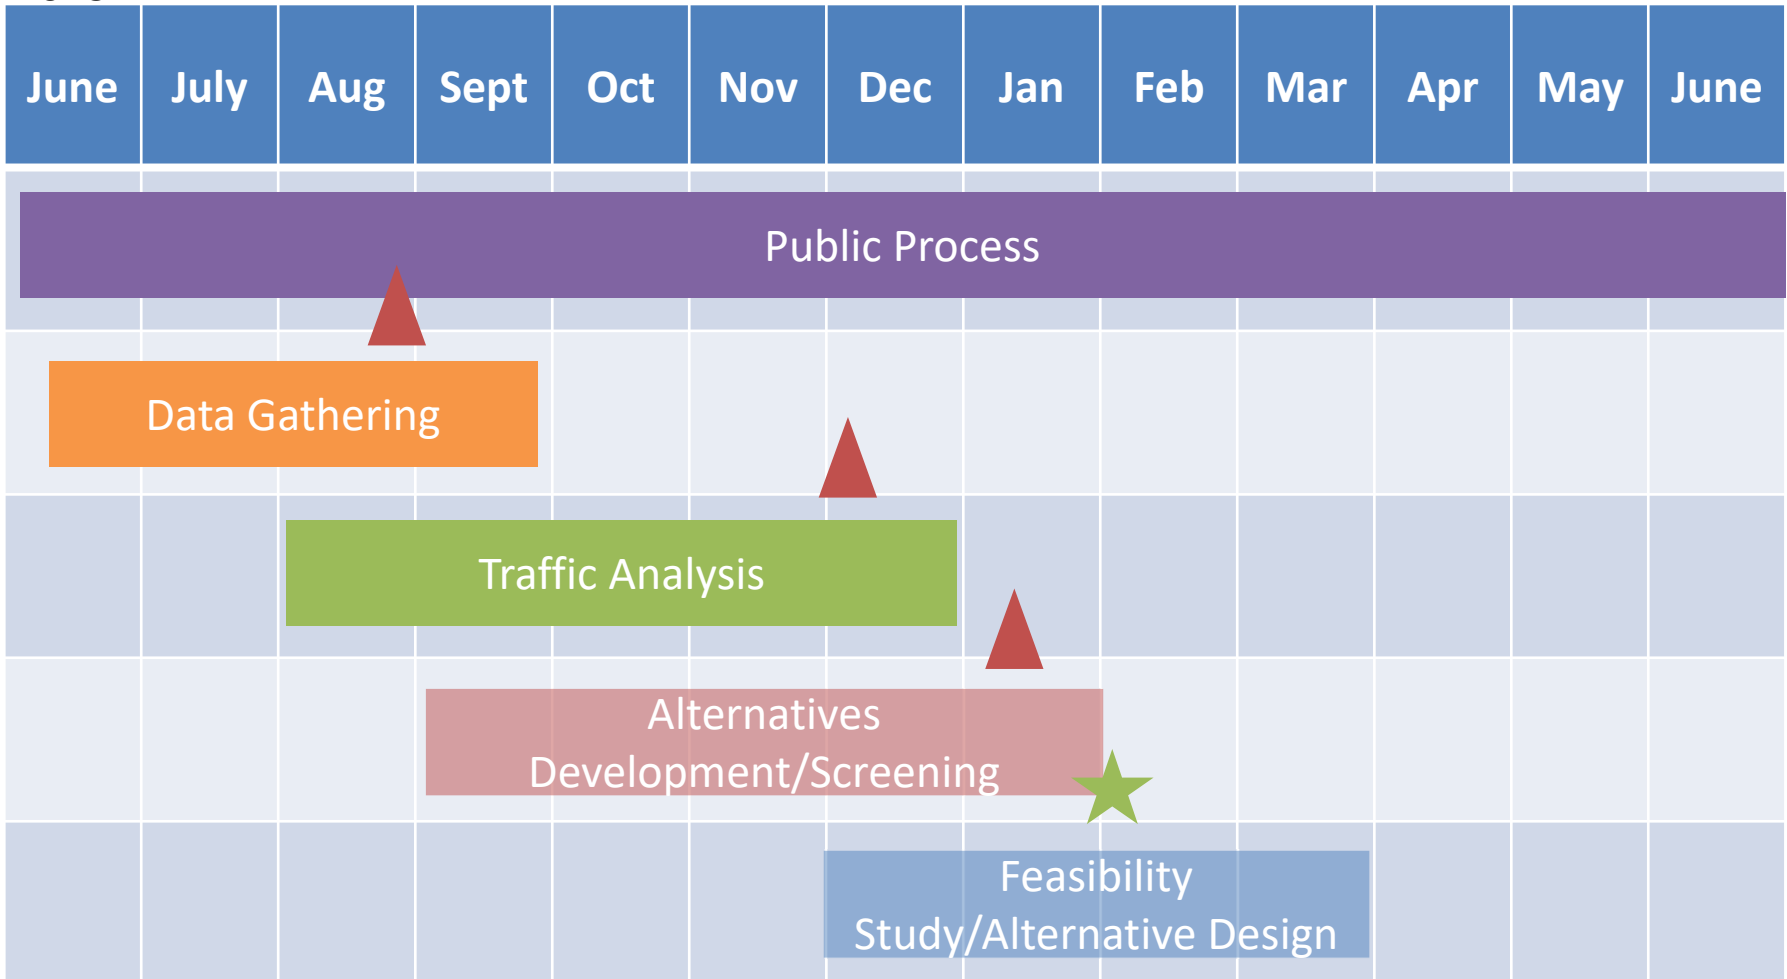 June July Aug Sept Oct Nov Dec Jan Feb Mar Apr May June
Public Process
Data Gathering
Traffic Analysis
Alternatives
Development/Screening
Feasibility
Study/Alternative Design